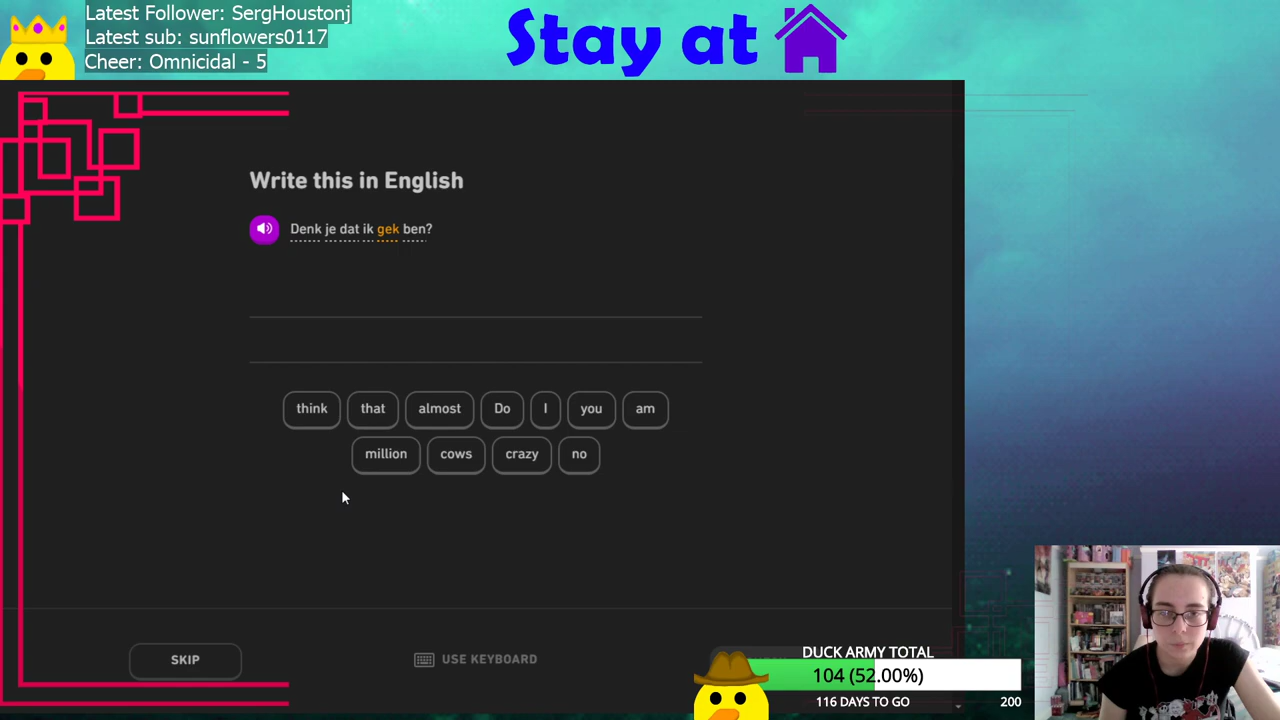 Latest Follower: SergHoustonj
Latest sub: sunflowers0117
Cheer: Omnicidal - 5
Stay at
Write this in English
Denk je dat ik gek ben?
think that almost Do I you am
million cows crazy no
SKIP
USE KEYBOARD
DUCK ARMY TOTAL
104 (52.00%)
116 DAYS TO GO
200